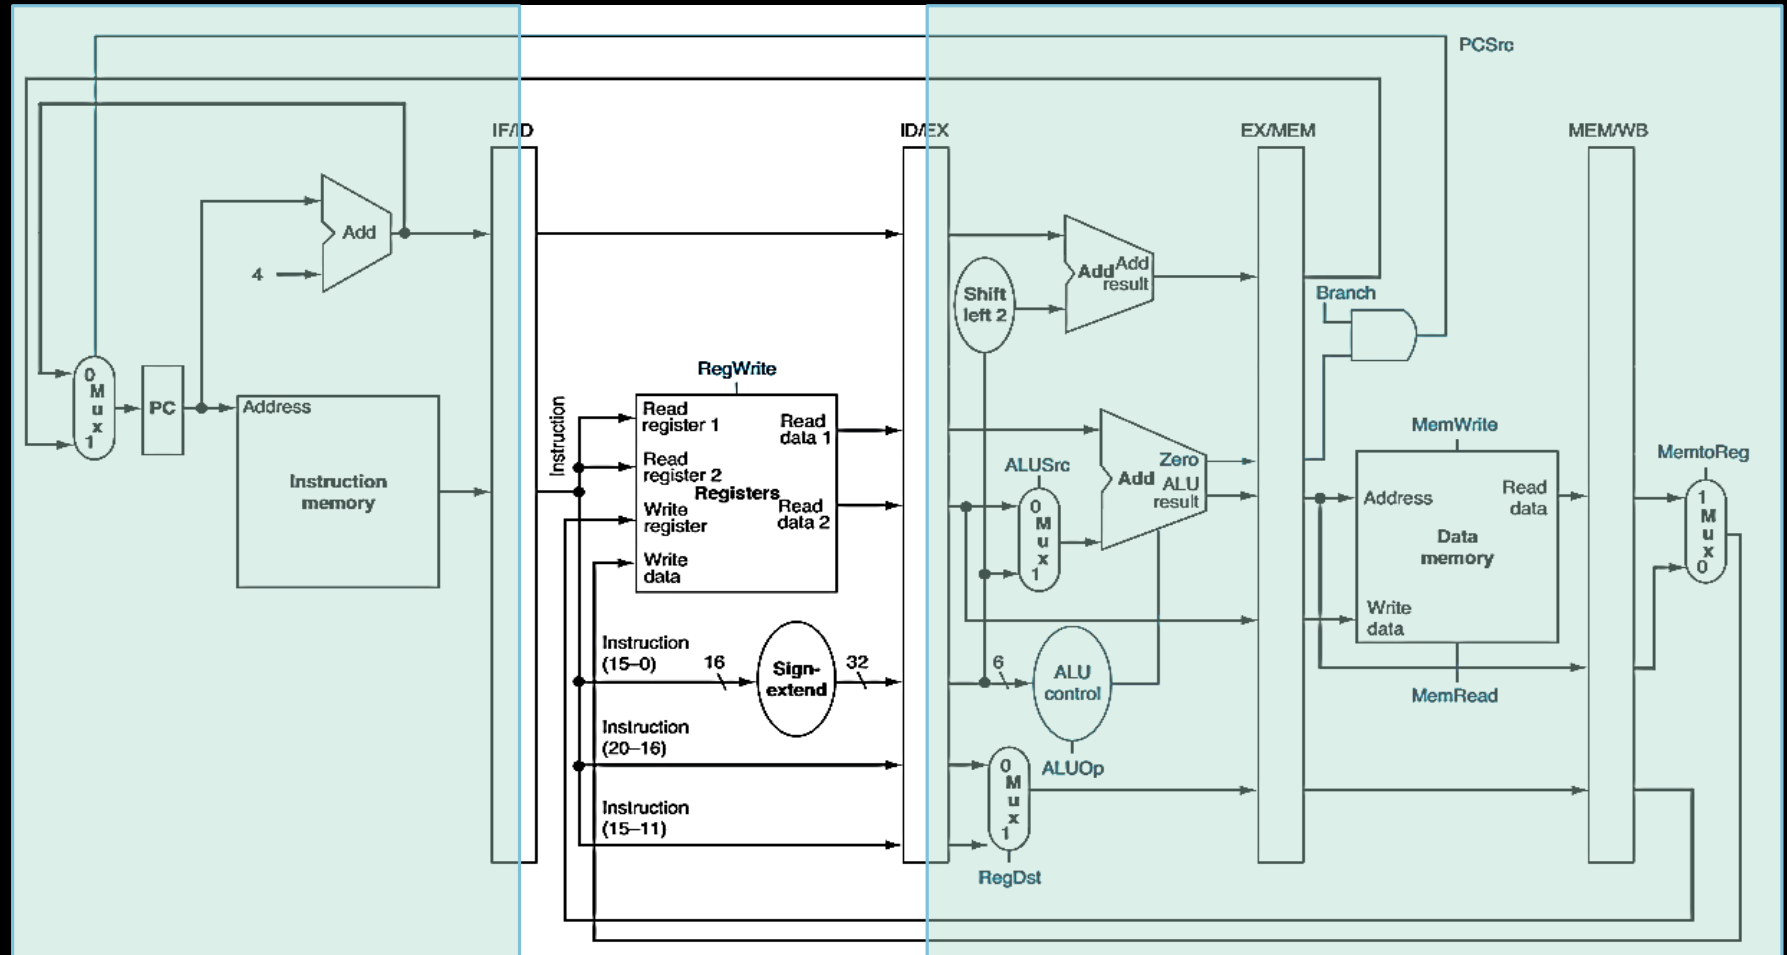 PCSrc
IF/ID
ID/EX
EX/MEM
MEM/WB
Add
4
Shift
left 2
Add Add
result
Branch
RegWrite
0
M
u
x
1
PC
Address
Instruction
memory
Instruction
Read
register 1
Read
register 2
Write
register
Write
data
Registers
Read
data 1
Read
data 2
ALUSrc
0
M
u
x
1
Zero
Add ALU
result
MemWrite
Address
Read
data
Data
memory
Write
data
MemRead
MemtoReg
1
M
u
x
0
Instruction
(15–0)
16
Sign-
extend
32
6
ALU
control
ALUOp
Instruction
(20–16)
Instruction
(15–11)
0
M
u
x
1
RegDst